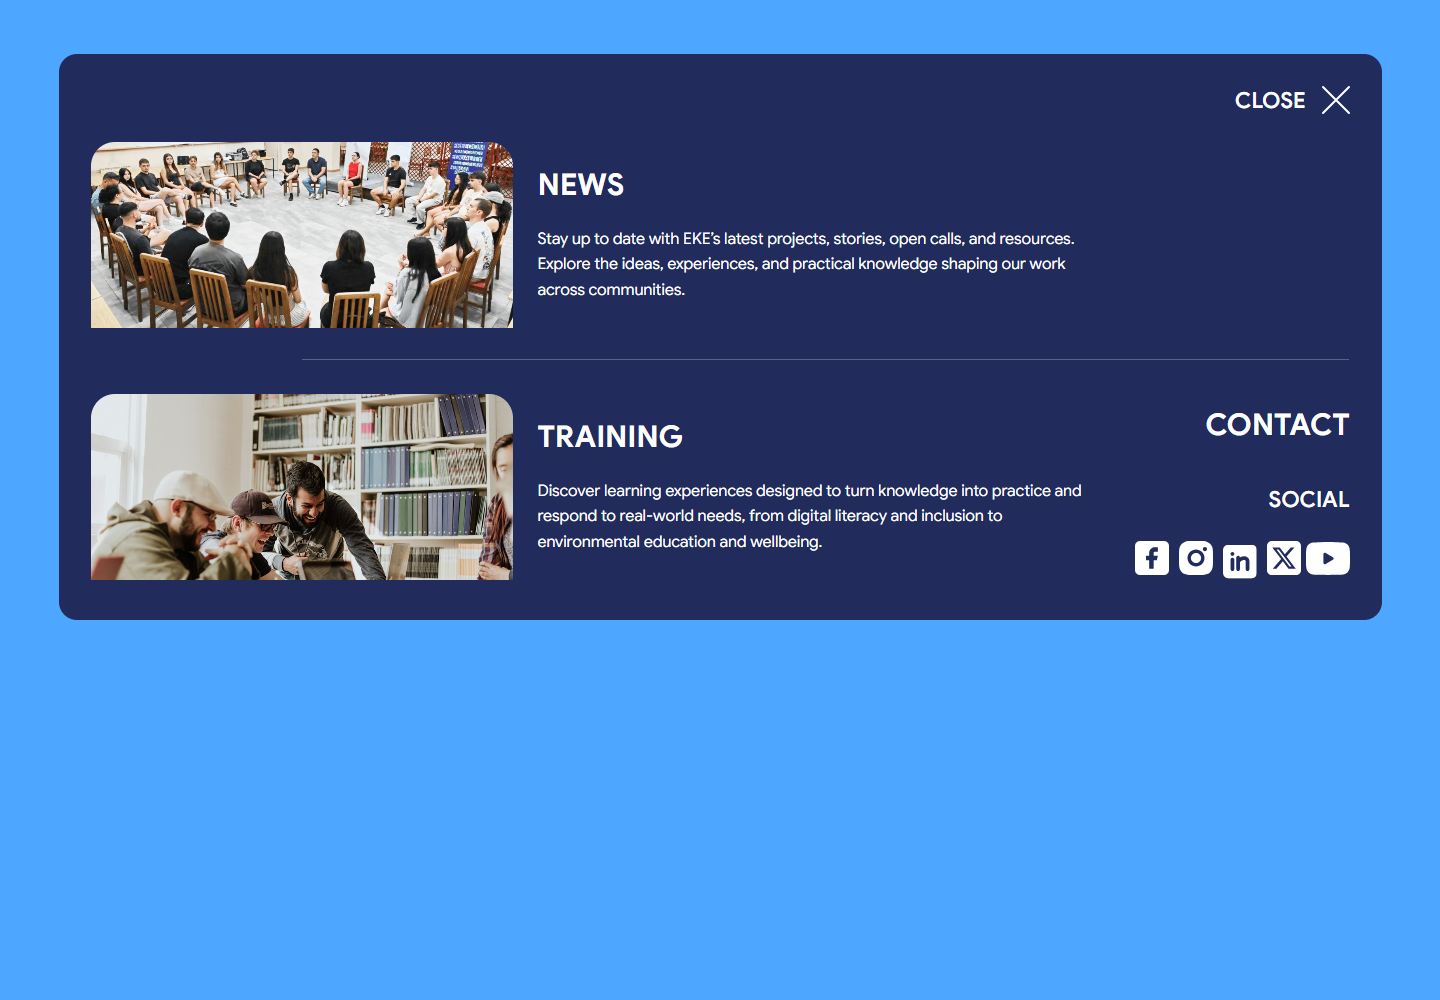 CLOSE
NEWS
Stay up to date with EKE’s latest projects, stories, open calls, and resources.
Explore the ideas, experiences, and practical knowledge shaping our work
across communities.
TRAINING
Discover learning experiences designed to turn knowledge into practice and
respond to real-world needs, from digital literacy and inclusion to
environmental education and wellbeing.
CONTACT
SOCIAL